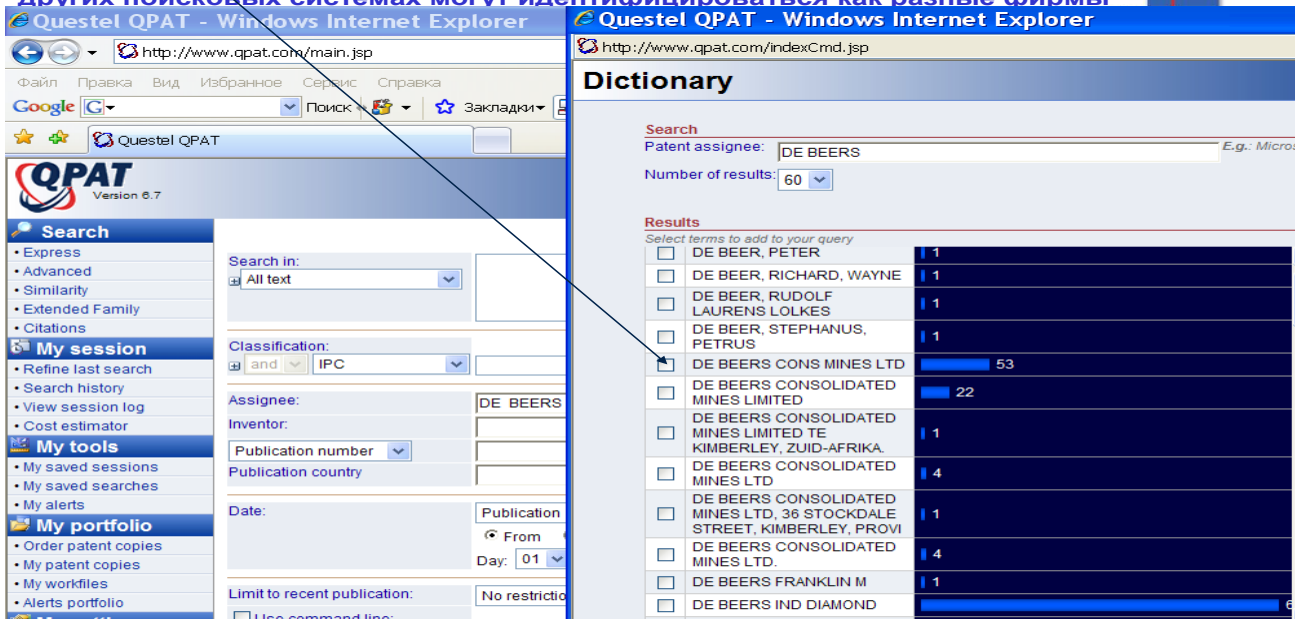 других поисковых системах могут идентифицироваться как разные фирмы
Questel QPAT - Windows Internet Explorer
http://www.qpat.com/main.jsp
Файл Правка Вид Избранное Сервис Справка
Google G Поиск Закладки
Questel QPAT
QPAT
Version 6.7
Search
• Express
• Advanced
• Similarity
• Extended Family
• Citations
My session
• Refine last search
• Search history
• View session log
• Cost estimator
My tools
• My saved sessions
• My saved searches
• My alerts
My portfolio
• Order patent copies
• My patent copies
• My workfiles
• Alerts portfolio
Search in:
All text
Classification:
and IPC
Assignee: DE BEERS
Inventor:
Publication number
Publication country
Date: Publication
From
Day: 01
Limit to recent publication: No restrictio
Use command line:
Questel QPAT - Windows Internet Explorer
http://www.qpat.com/indexCmd.jsp
Dictionary
Search
Patent assignee: DE BEERS E.g.: Micros
Number of results: 60
Results
Select terms to add to your query
DE BEER, PETER 1
DE BEER, RICHARD, WAYNE 1
DE BEER, RUDOLF
LAURENS LOLKES 1
DE BEER, STEPHANUS,
PETRUS 1
DE BEERS CONS MINES LTD 53
DE BEERS CONSOLIDATED
MINES LIMITED 22
DE BEERS CONSOLIDATED
MINES LIMITED TE
KIMBERLEY, ZUID-AFRIKA. 1
DE BEERS CONSOLIDATED
MINES LTD 4
DE BEERS CONSOLIDATED
MINES LTD, 36 STOCKDALE
STREET, KIMBERLEY, PROVI 1
DE BEERS CONSOLIDATED
MINES LTD. 4
DE BEERS FRANKLIN M 1
DE BEERS IND DIAMOND 6